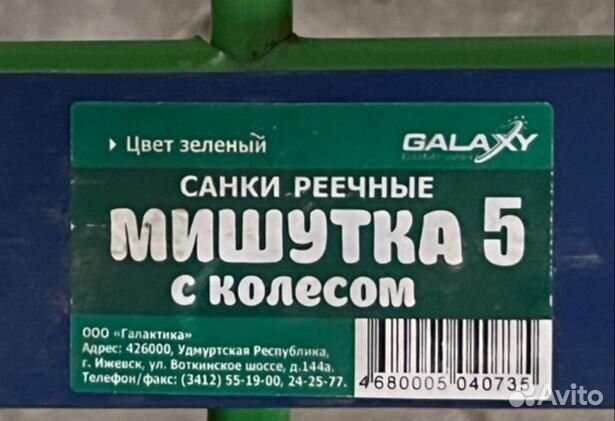 ▸ Цвет зеленый
GALAXY
COMPANY
САНКИ РЕЕЧНЫЕ
МИШУТКА 5
с колесом
ООО «Галактика»
Адрес: 426000, Удмуртская Республика,
г. Ижевск, ул. Воткинское шоссе, д.144а.
Телефон/факс: (3412) 55-19-00, 24-25-77.
4680005 040735
Avito